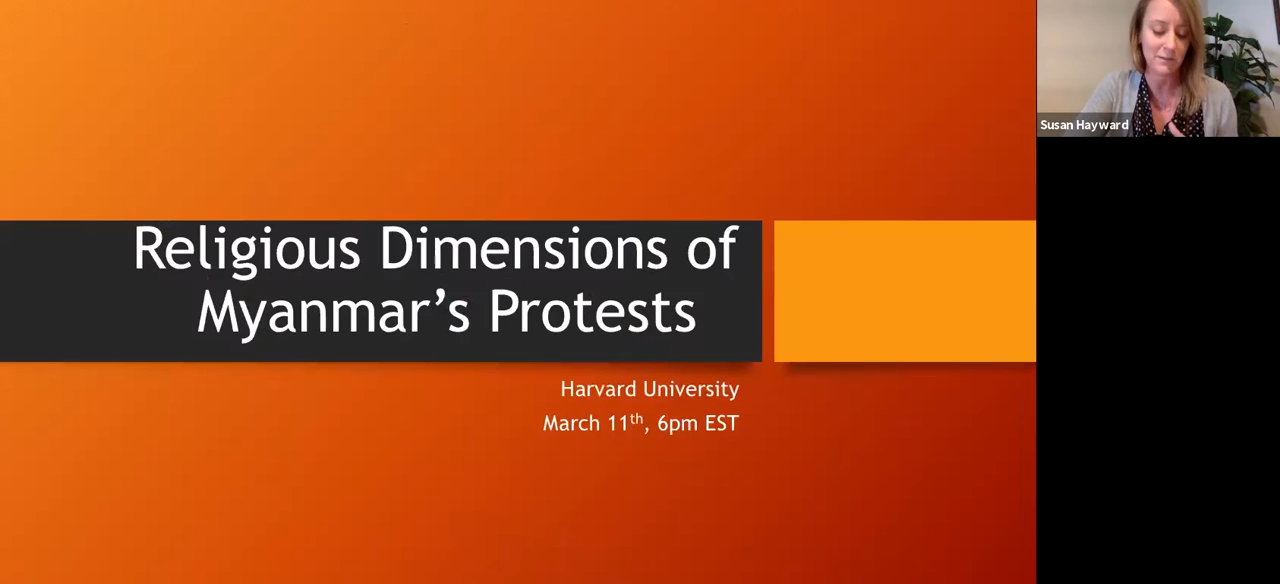 Religious Dimensions of
Myanmar’s Protests
Harvard University
March 11th, 6pm EST
Susan Hayward